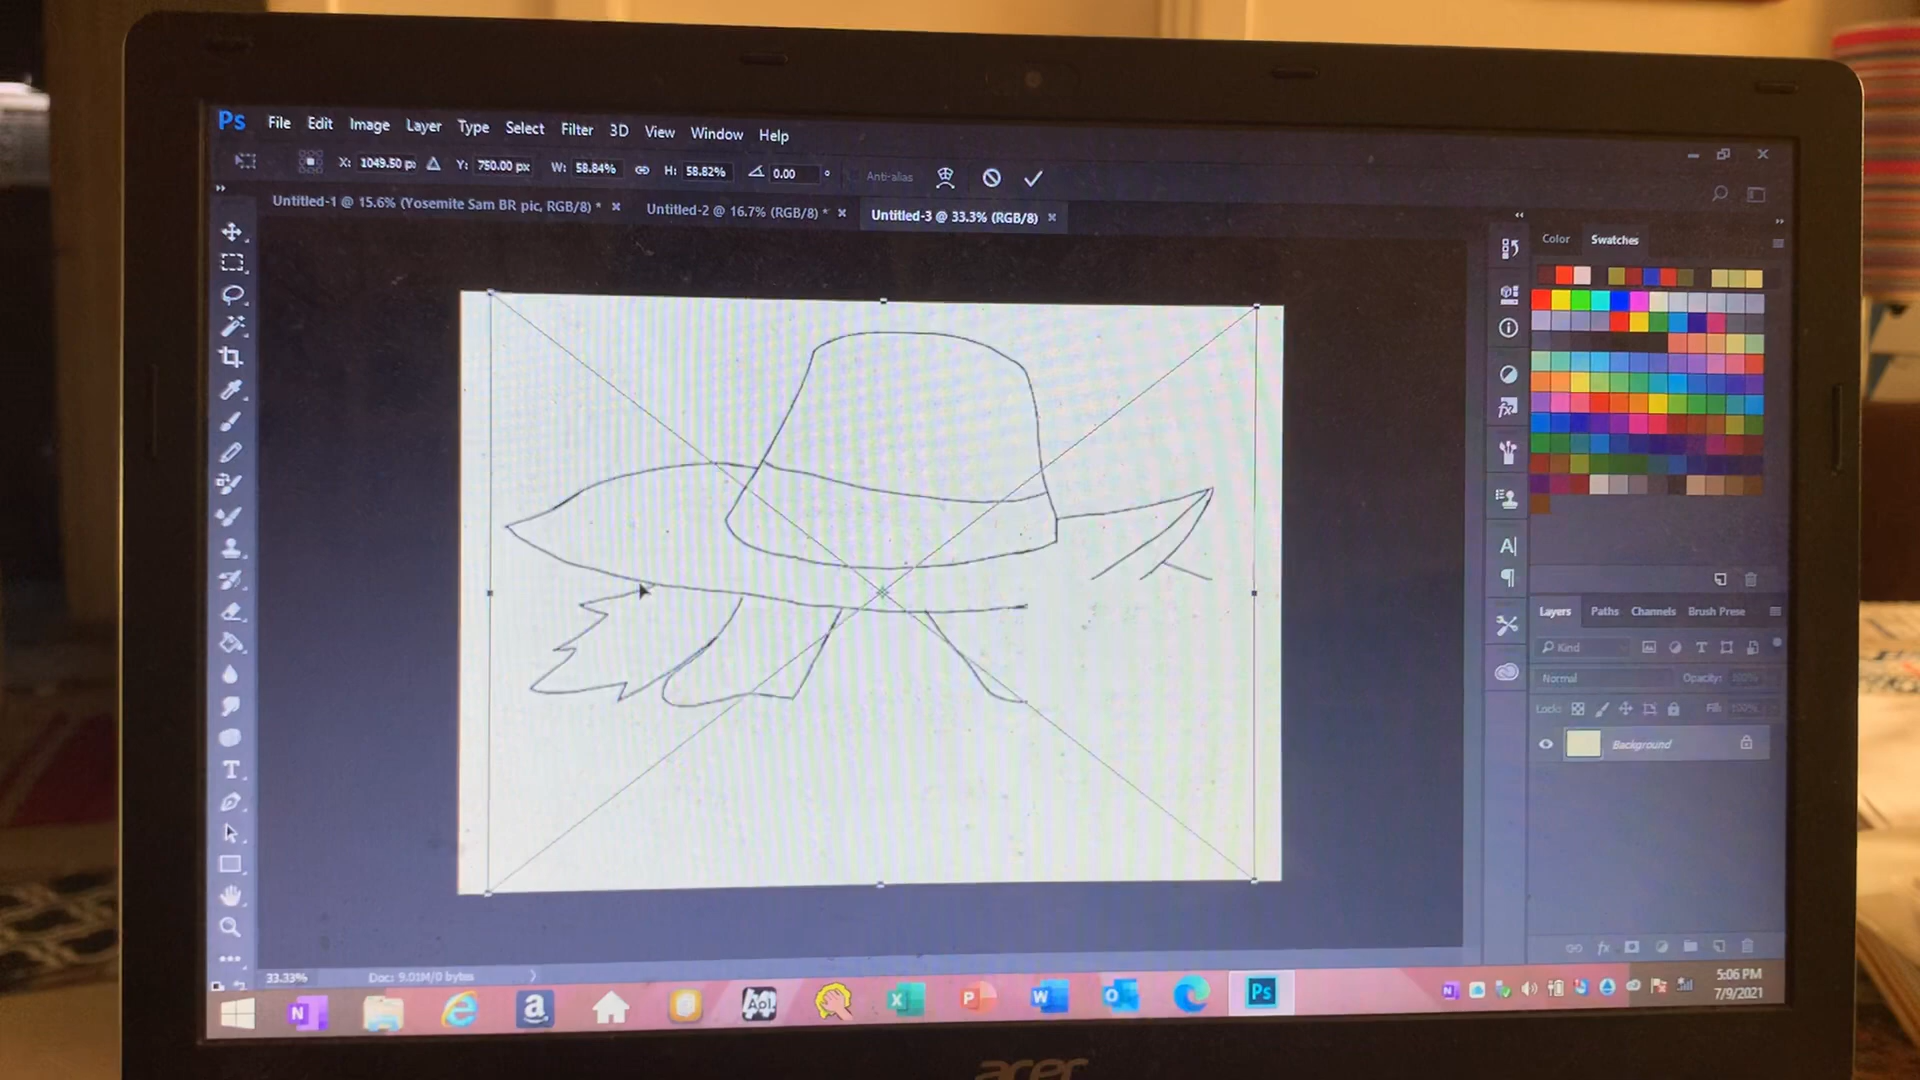 Ps File Edit Image Layer Type Select Filter 3D View Window Help
X: 1049.50 px Y: 750.00 px W: 58.84% H: 58.82% 0.00 ° Anti-alias
Untitled-1 @ 15.6% (Yosemite Sam BR pic, RGB/8) * × Untitled-2 @ 16.7% (RGB/8) * × Untitled-3 @ 33.3% (RGB/8) ×
Color Swatches
Layers Paths Channels Brush Prese
Kind
Normal Opacity: 100%
Lock: Fill: 100%
Background
33.33% Doc: 9.01M/0 bytes
5:06 PM
7/9/2021
acer